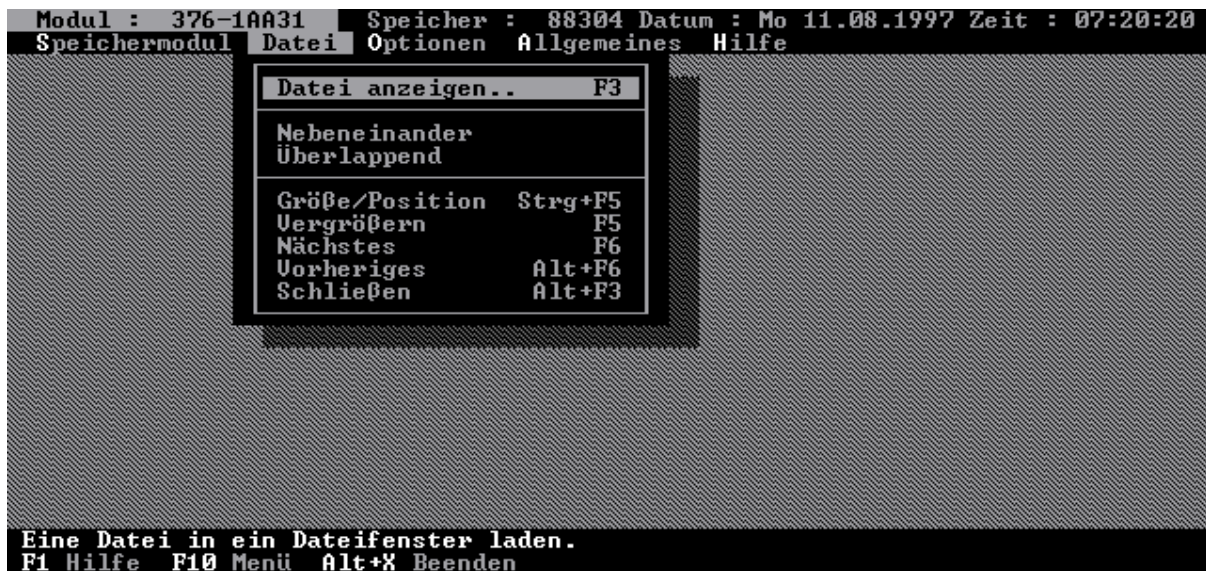 Modul : 376-1AA31 Speicher : 88304 Datum : Mo 11.08.1997 Zeit : 07:20:20
Speichermodul Datei Optionen Allgemeines Hilfe
Datei anzeigen.. F3
Nebeneinander
Überlappend
Größe/Position Strg+F5
Vergrößern F5
Nächstes F6
Vorheriges Alt+F6
Schließen Alt+F3
Eine Datei in ein Dateifenster laden.
F1 Hilfe F10 Menü Alt+X Beenden